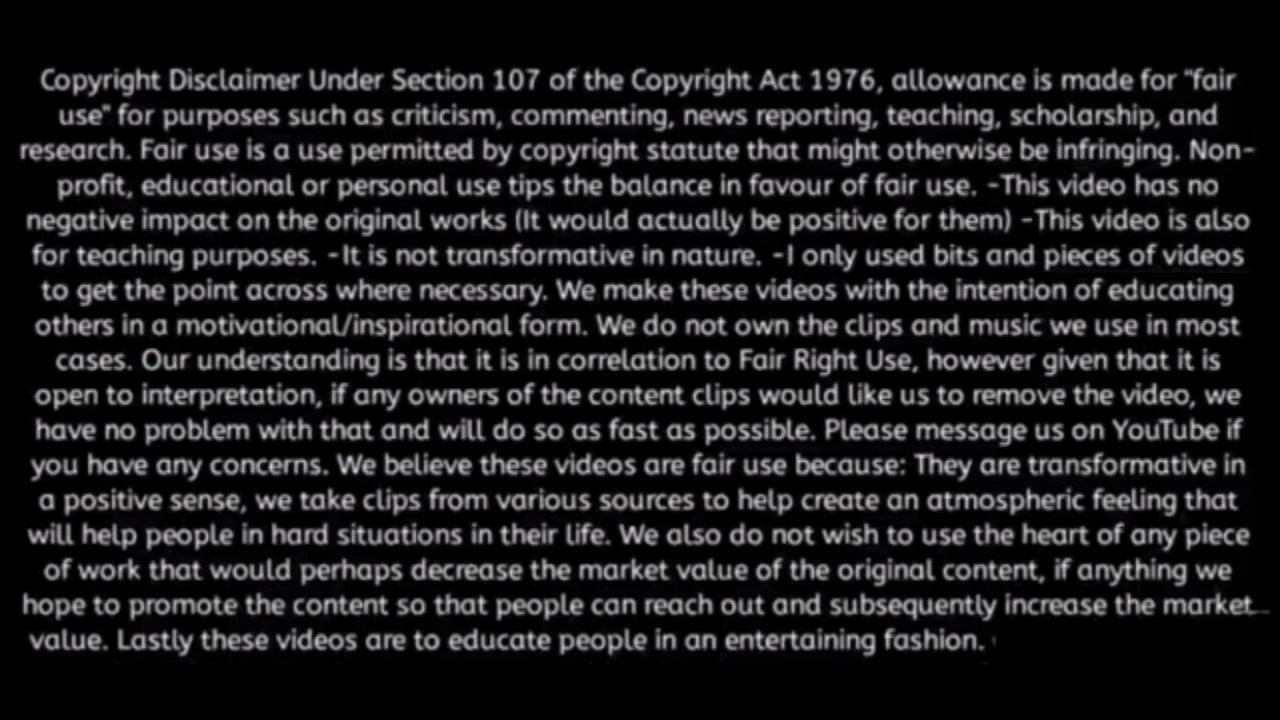 Copyright Disclaimer Under Section 107 of the Copyright Act 1976, allowance is made for "fair
use" for purposes such as criticism, commenting, news reporting, teaching, scholarship, and
research. Fair use is a use permitted by copyright statute that might otherwise be infringing. Non-
profit, educational or personal use tips the balance in favour of fair use. -This video has no
negative impact on the original works (It would actually be positive for them) -This video is also
for teaching purposes. -It is not transformative in nature. -I only used bits and pieces of videos
to get the point across where necessary. We make these videos with the intention of educating
others in a motivational/inspirational form. We do not own the clips and music we use in most
cases. Our understanding is that it is in correlation to Fair Right Use, however given that it is
open to interpretation, if any owners of the content clips would like us to remove the video, we
have no problem with that and will do so as fast as possible. Please message us on YouTube if
you have any concerns. We believe these videos are fair use because: They are transformative in
a positive sense, we take clips from various sources to help create an atmospheric feeling that
will help people in hard situations in their life. We also do not wish to use the heart of any piece
of work that would perhaps decrease the market value of the original content, if anything we
hope to promote the content so that people can reach out and subsequently increase the market
value. Lastly these videos are to educate people in an entertaining fashion.